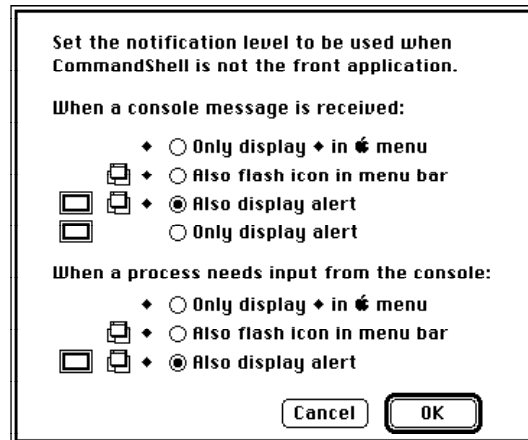 Set the notification level to be used when
CommandShell is not the front application.
When a console message is received:
Only display ◆ in  menu
Also flash icon in menu bar
Also display alert
Only display alert
When a process needs input from the console:
Only display ◆ in  menu
Also flash icon in menu bar
Also display alert
Cancel
OK